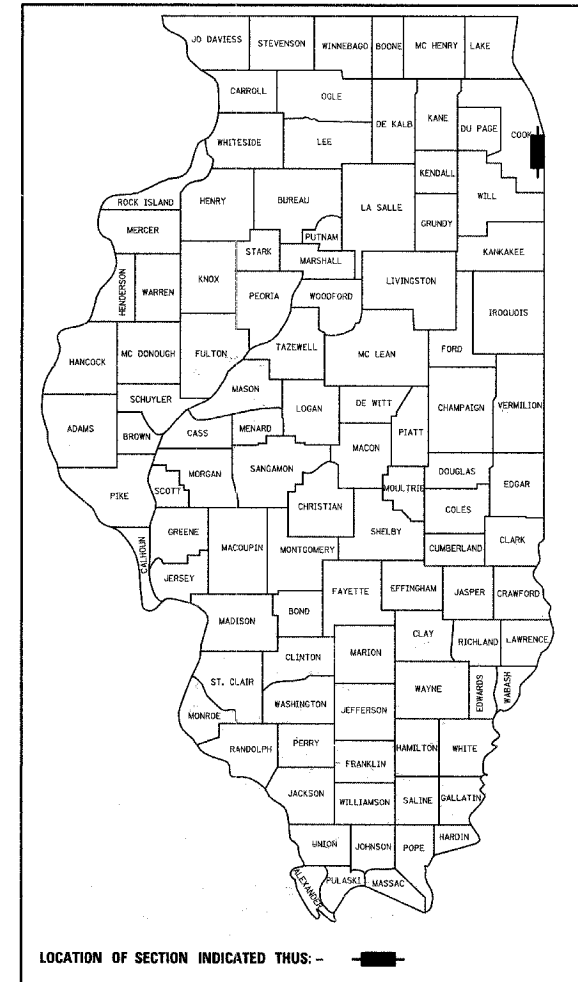 JO DAVIESS STEVENSON WINNEBAGO BOONE MC HENRY LAKE
CARROLL OGLE DE KALB KANE DU PAGE COOK
WHITESIDE LEE
KENDALL WILL
ROCK ISLAND HENRY BUREAU LA SALLE GRUNDY
MERCER PUTNAM
STARK MARSHALL KANKAKEE
HENDERSON WARREN KNOX PEORIA WOODFORD LIVINGSTON IROQUOIS
HANCOCK MC DONOUGH FULTON TAZEWELL MC LEAN FORD
SCHUYLER MASON LOGAN DE WITT CHAMPAIGN VERMILION
ADAMS BROWN CASS MENARD MACON PIATT
MORGAN SANGAMON DOUGLAS EDGAR
PIKE SCOTT CHRISTIAN MOULTRIE COLES
CALHOUN GREENE MACOUPIN MONTGOMERY SHELBY CUMBERLAND CLARK
JERSEY FAYETTE EFFINGHAM JASPER CRAWFORD
MADISON BOND
CLAY RICHLAND LAWRENCE
CLINTON MARION
ST. CLAIR WAYNE EDWARDS WABASH
WASHINGTON JEFFERSON
MONROE
RANDOLPH PERRY HAMILTON WHITE
FRANKLIN
JACKSON WILLIAMSON SALINE GALLATIN
UNION JOHNSON POPE HARDIN
ALEXANDER PULASKI MASSAC
LOCATION OF SECTION INDICATED THUS: -